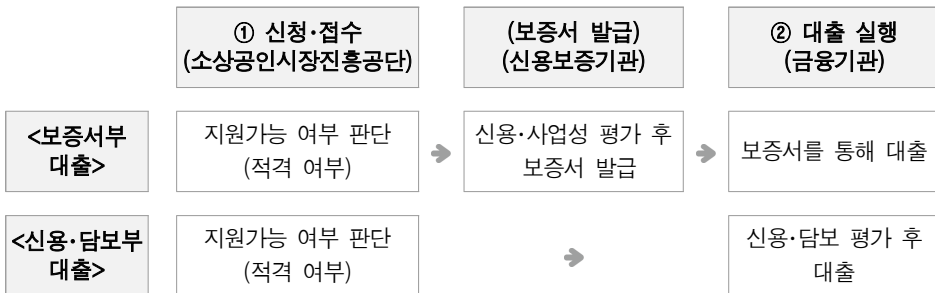 ① 신청·접수
(소상공인시장진흥공단)
(보증서 발급)
(신용보증기관)
② 대출 실행
(금융기관)
<보증서부
대출>
지원가능 여부 판단
(적격 여부)
신용·사업성 평가 후
보증서 발급
보증서를 통해 대출
<신용·담보부
대출>
지원가능 여부 판단
(적격 여부)
신용·담보 평가 후
대출